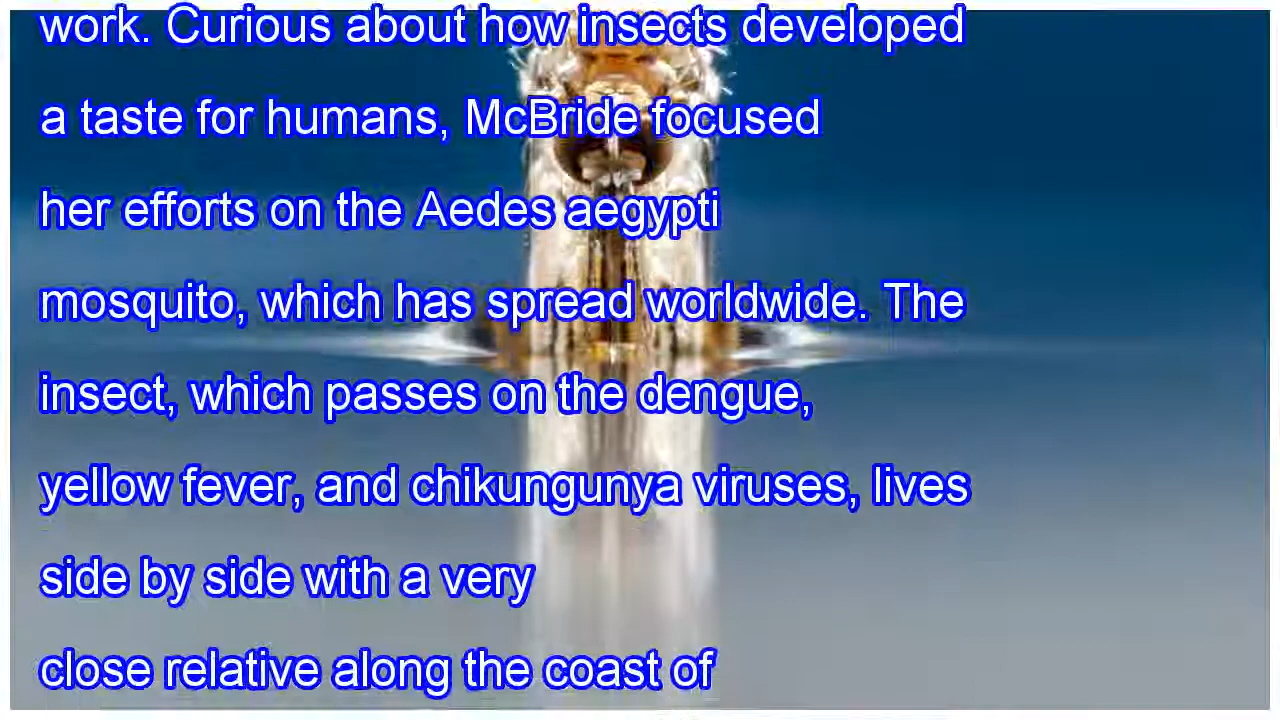 work. Curious about how insects developed
a taste for humans, McBride focused
her efforts on the Aedes aegypti
mosquito, which has spread worldwide. The
insect, which passes on the dengue,
yellow fever, and chikungunya viruses, lives
side by side with a very
close relative along the coast of